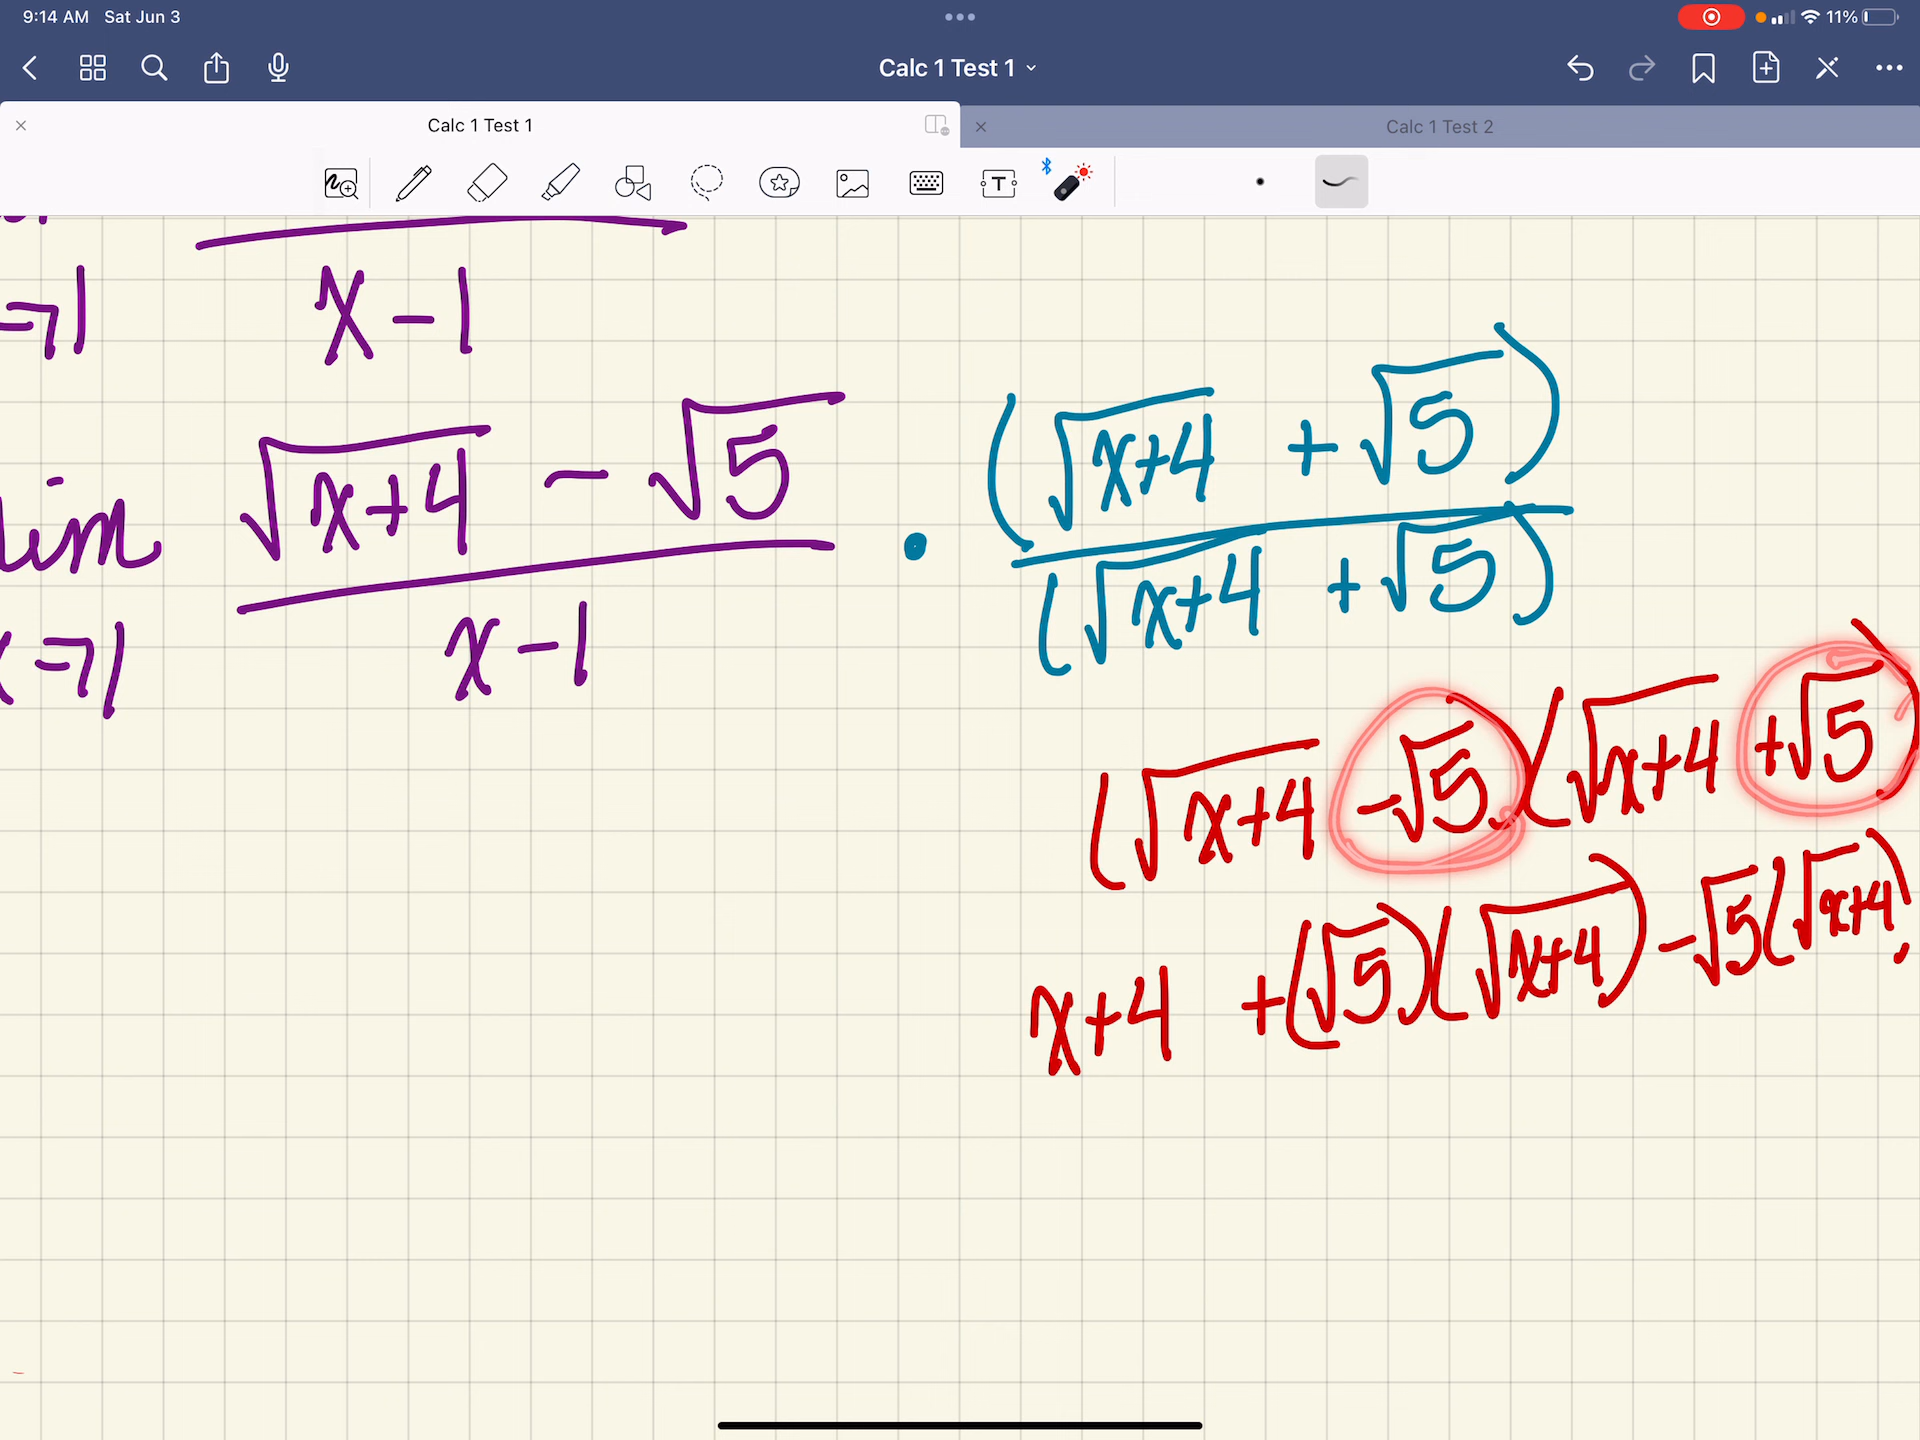 9:14 AM Sat Jun 3 11%
Calc 1 Test 1
Calc 1 Test 1 Calc 1 Test 2
T
x - 1
→1
(√x+4 + √5)
√x+4 - √5 ·
lim
(√x+4 + √5)
x - 1
x→1
(√x+4 -√5)(√x+4 +√5)
x+4 +(√5)(√x+4) -√5(√x+4)